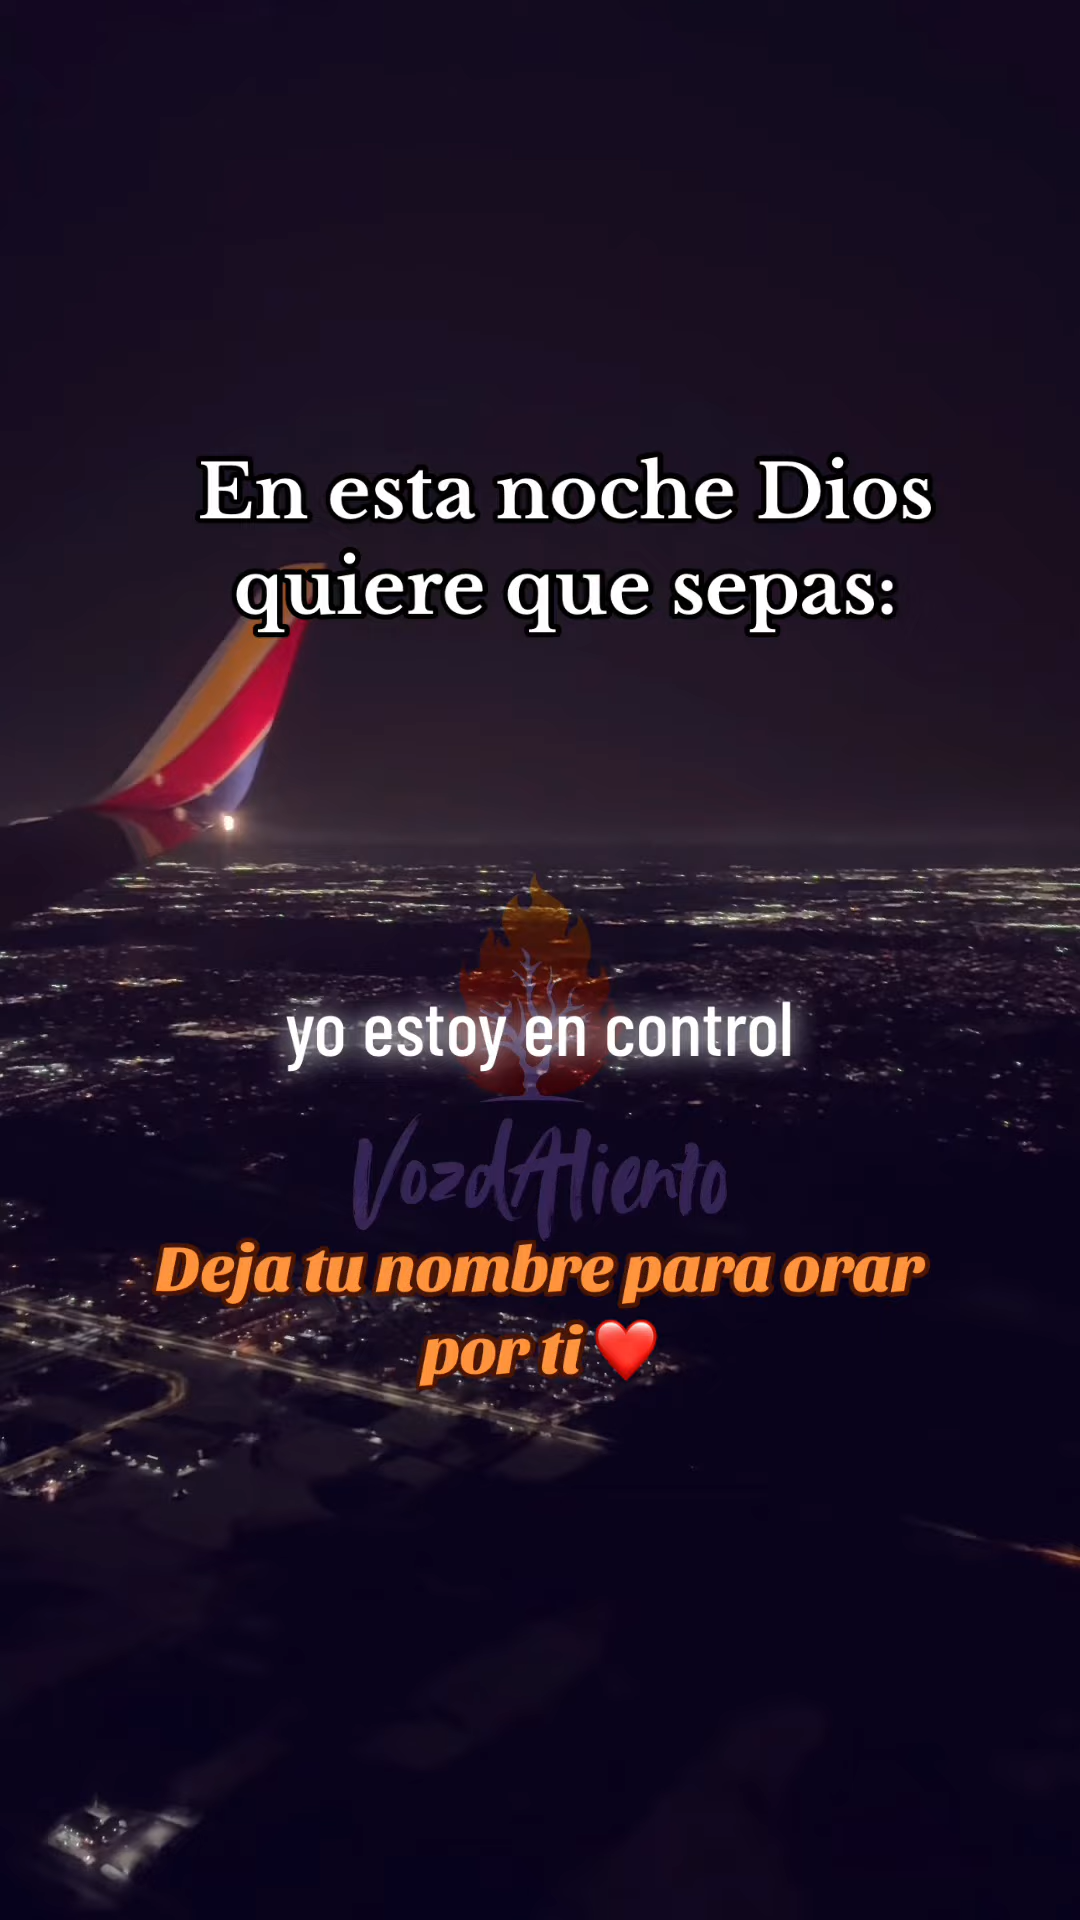 En esta noche Dios
quiere que sepas:
yo estoy en control
VozdAliento
Deja tu nombre para orar
por ti ❤️